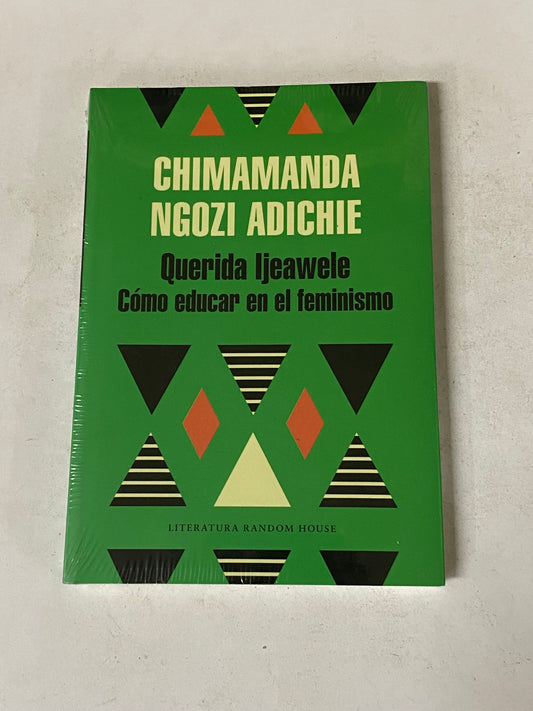 CHIMAMANDA
NGOZI ADICHIE
Querida Ijeawele
Cómo educar en el feminismo
LITERATURA RANDOM HOUSE